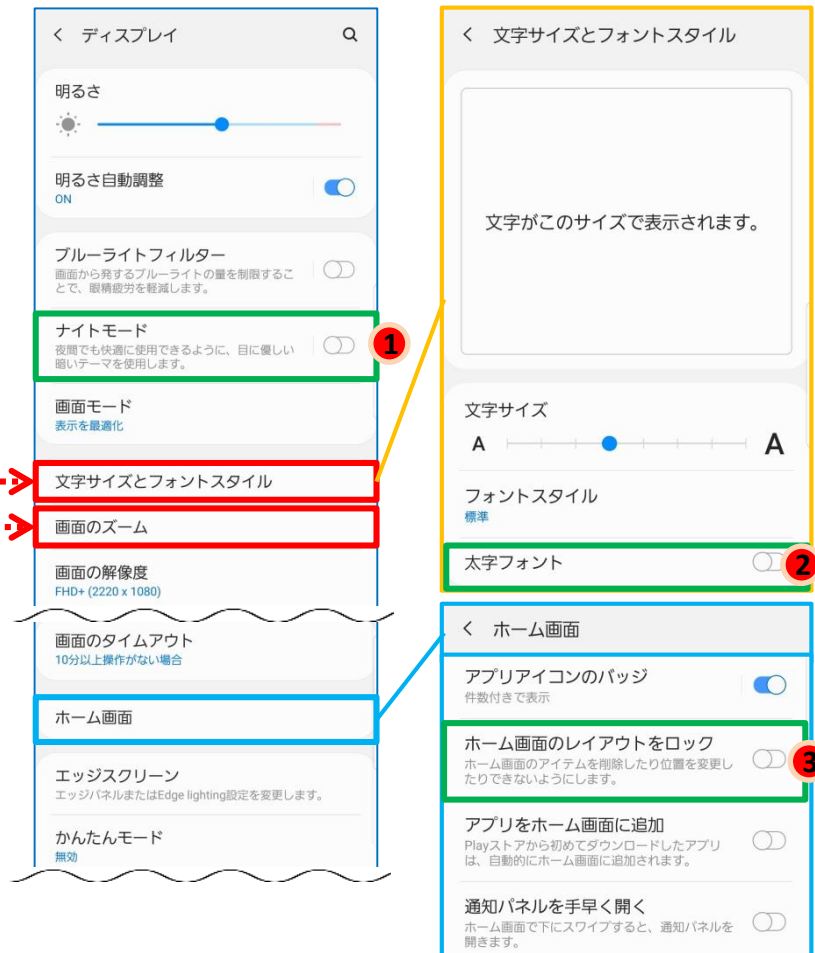 ディスプレイ
明るさ
明るさ自動調整
ON
ブルーライトフィルター
画面から発するブルーライトの量を制限するこ
とで、眼精疲労を軽減します。
ナイトモード
夜間でも快適に使用できるように、目に優しい
暗いテーマを使用します。
1
画面モード
表示を最適化
文字サイズとフォントスタイル
画面のズーム
画面の解像度
FHD+ (2220 x 1080)
画面のタイムアウト
10分以上操作がない場合
ホーム画面
エッジスクリーン
エッジパネルまたはEdge lighting設定を変更します。
かんたんモード
無効
文字サイズとフォントスタイル
文字がこのサイズで表示されます。
文字サイズ
A A
フォントスタイル
標準
太字フォント
2
ホーム画面
アプリアイコンのバッジ
件数付きで表示
ホーム画面のレイアウトをロック
ホーム画面のアイテムを削除したり位置を変更し
たりできないようにします。
3
アプリをホーム画面に追加
Playストアから初めてダウンロードしたアプリ
は、自動的にホーム画面に追加されます。
通知パネルを手早く開く
ホーム画面で下にスワイプすると、通知パネルを
開きます。